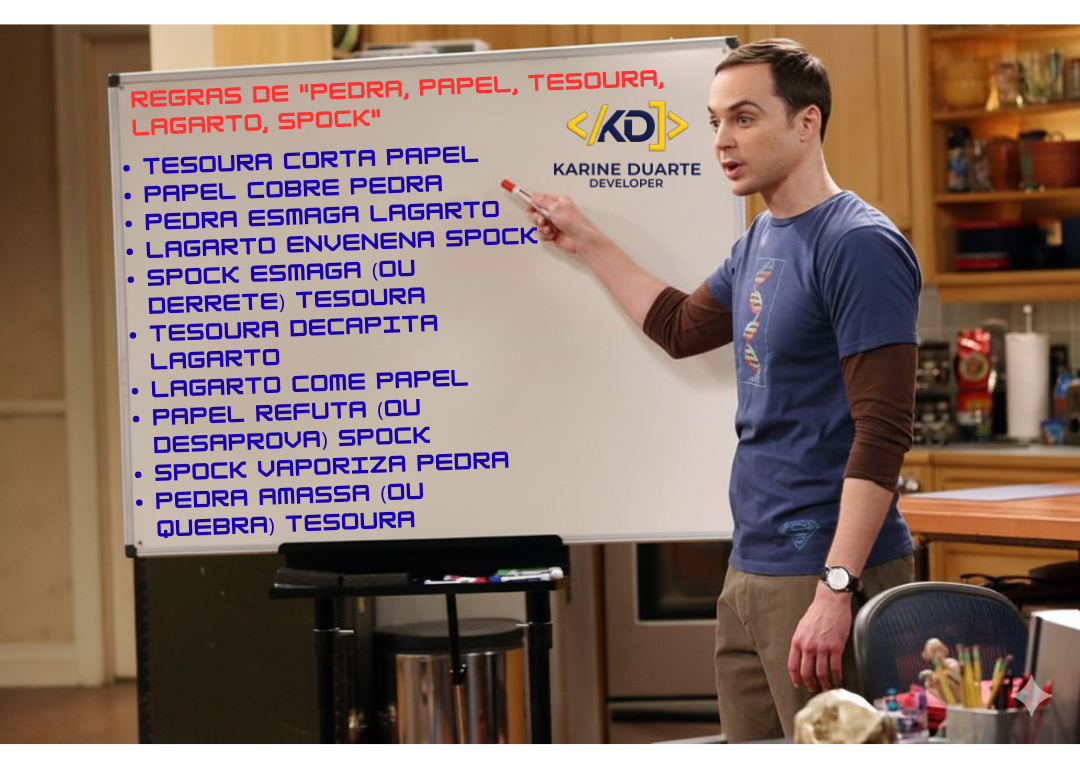 REGRAS DE "PEDRA, PAPEL, TESOURA,
LAGARTO, SPOCK"
</KD]>
KARINE DUARTE
DEVELOPER
• TESOURA CORTA PAPEL
• PAPEL COBRE PEDRA
• PEDRA ESMAGA LAGARTO
• LAGARTO ENVENENA SPOCK
• SPOCK ESMAGA (OU
DERRETE) TESOURA
• TESOURA DECAPITA
LAGARTO
• LAGARTO COME PAPEL
• PAPEL REFUTA (OU
DESAPROVA) SPOCK
• SPOCK VAPORIZA PEDRA
• PEDRA AMASSA (OU
QUEBRA) TESOURA